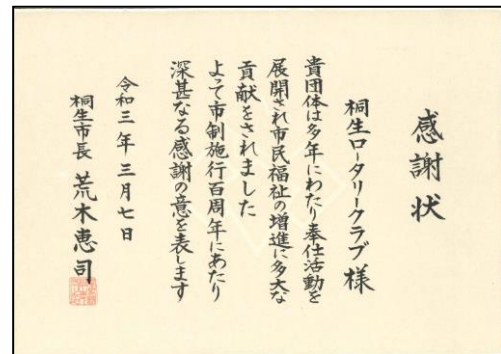 感謝状
桐生ロータリークラブ様
貴団体は多年にわたり奉仕活動を
展開され市民福祉の増進に多大な
貢献をされました
よって市制施行百周年にあたり
深甚なる感謝の意を表します
令和三年三月七日
桐生市長 荒木恵司